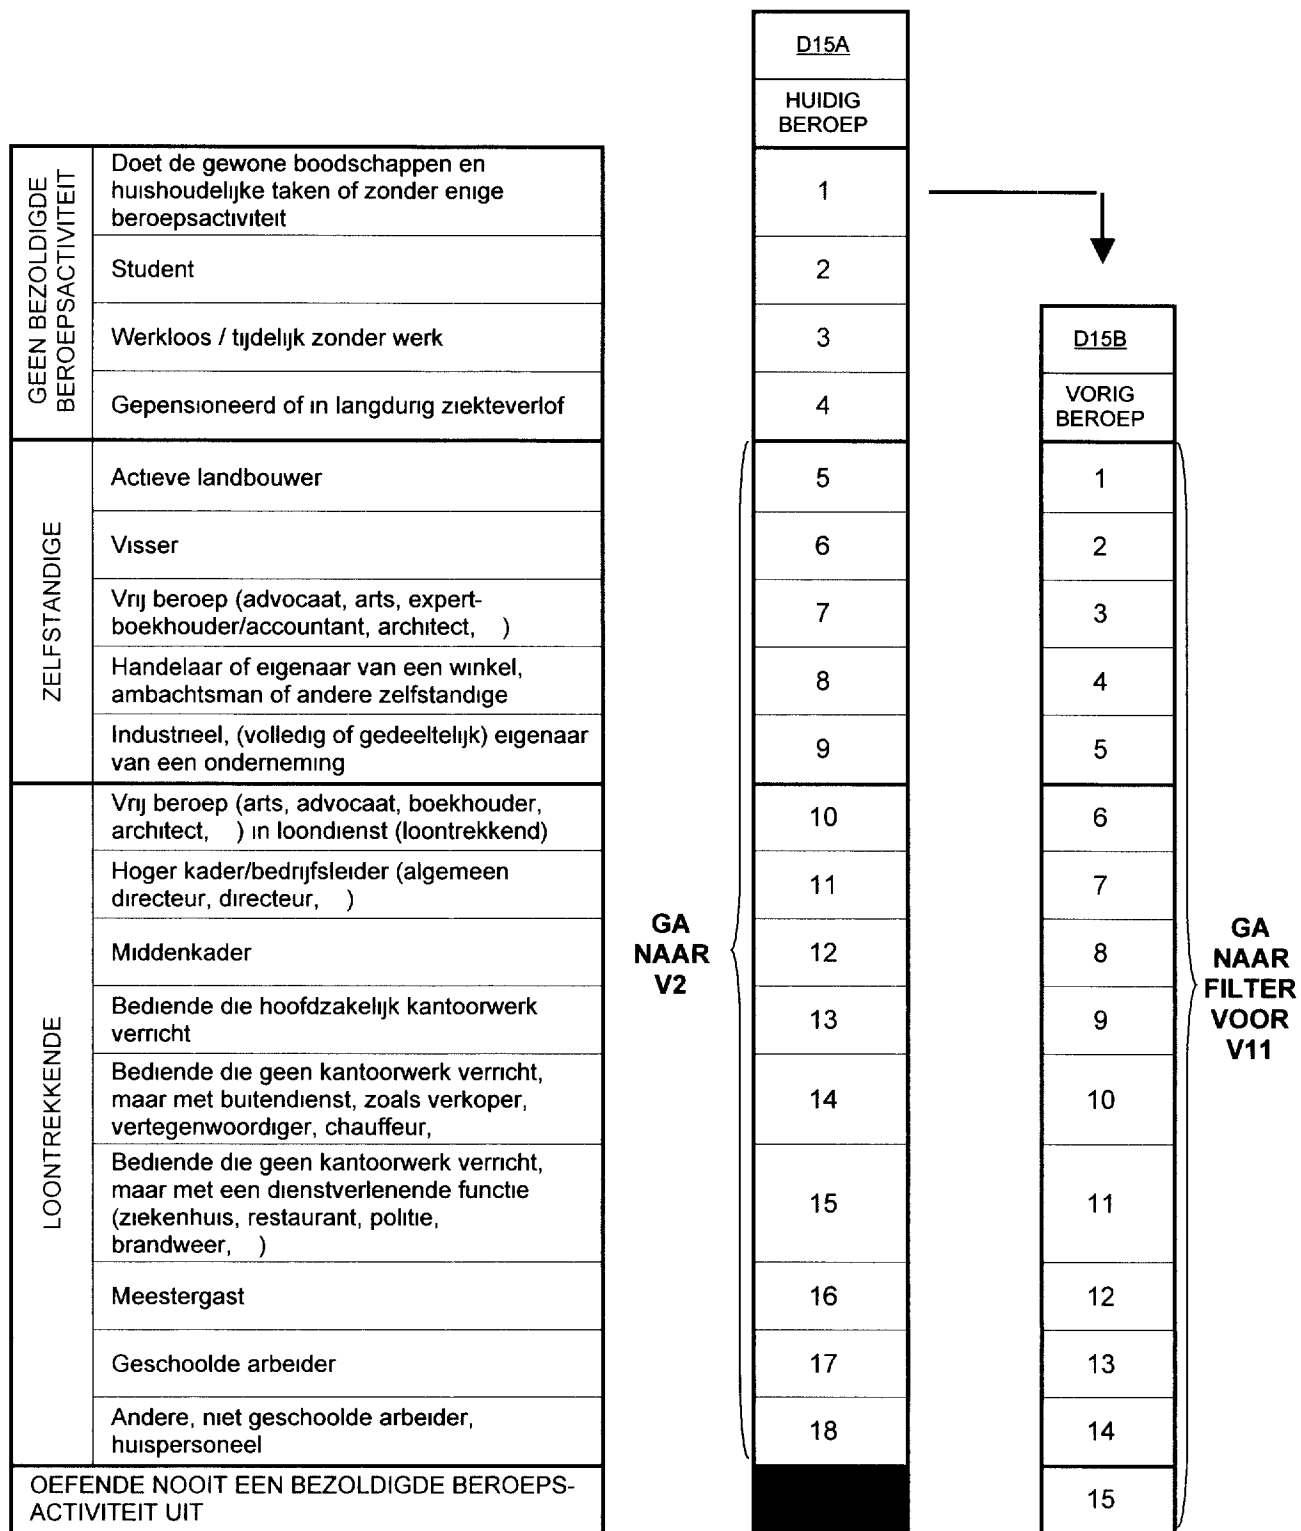 D15A
HUIDIG
BEROEP
GEEN BEZOLDIGDE
BEROEPSACTIVITEIT
Doet de gewone boodschappen en
huishoudelijke taken of zonder enige
beroepsactiviteit
1
Student
2
Werkloos / tijdelijk zonder werk
3
D15B
Gepensioneerd of in langdurig ziekteverlof
4
VORIG
BEROEP
ZELFSTANDIGE
Actieve landbouwer
5
1
Visser
6
2
Vrij beroep (advocaat, arts, expert-
boekhouder/accountant, architect, )
7
3
Handelaar of eigenaar van een winkel,
ambachtsman of andere zelfstandige
8
4
Industrieel, (volledig of gedeeltelijk) eigenaar
van een onderneming
9
5
LOONTREKKENDE
Vrij beroep (arts, advocaat, boekhouder,
architect, ) in loondienst (loontrekkend)
10
6
Hoger kader/bedrijfsleider (algemeen
directeur, directeur, )
11
7
GA
NAAR
V2
Middenkader
12
8
GA
NAAR
FILTER
VOOR
V11
Bediende die hoofdzakelijk kantoorwerk
verricht
13
9
Bediende die geen kantoorwerk verricht,
maar met buitendienst, zoals verkoper,
vertegenwoordiger, chauffeur,
14
10
Bediende die geen kantoorwerk verricht,
maar met een dienstverlenende functie
(ziekenhuis, restaurant, politie,
brandweer, )
15
11
Meestergast
16
12
Geschoolde arbeider
17
13
Andere, niet geschoolde arbeider,
huispersoneel
18
14
OEFENDE NOOIT EEN BEZOLDIGDE BEROEPS-
ACTIVITEIT UIT
15